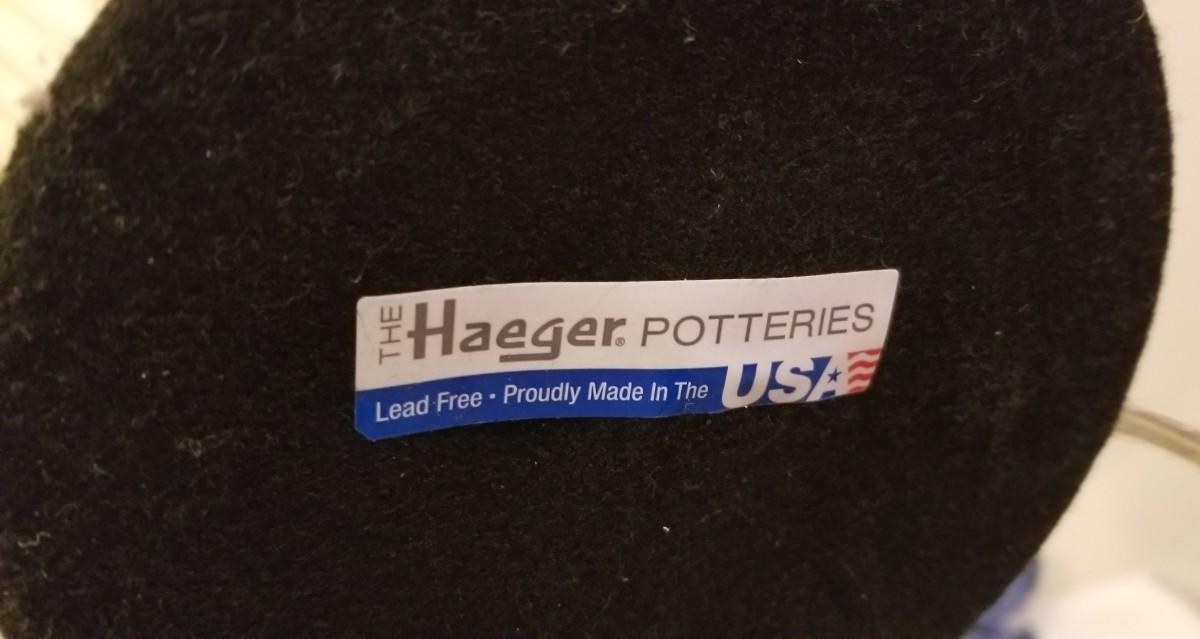 THE Haeger® POTTERIES
Lead Free • Proudly Made In The USA